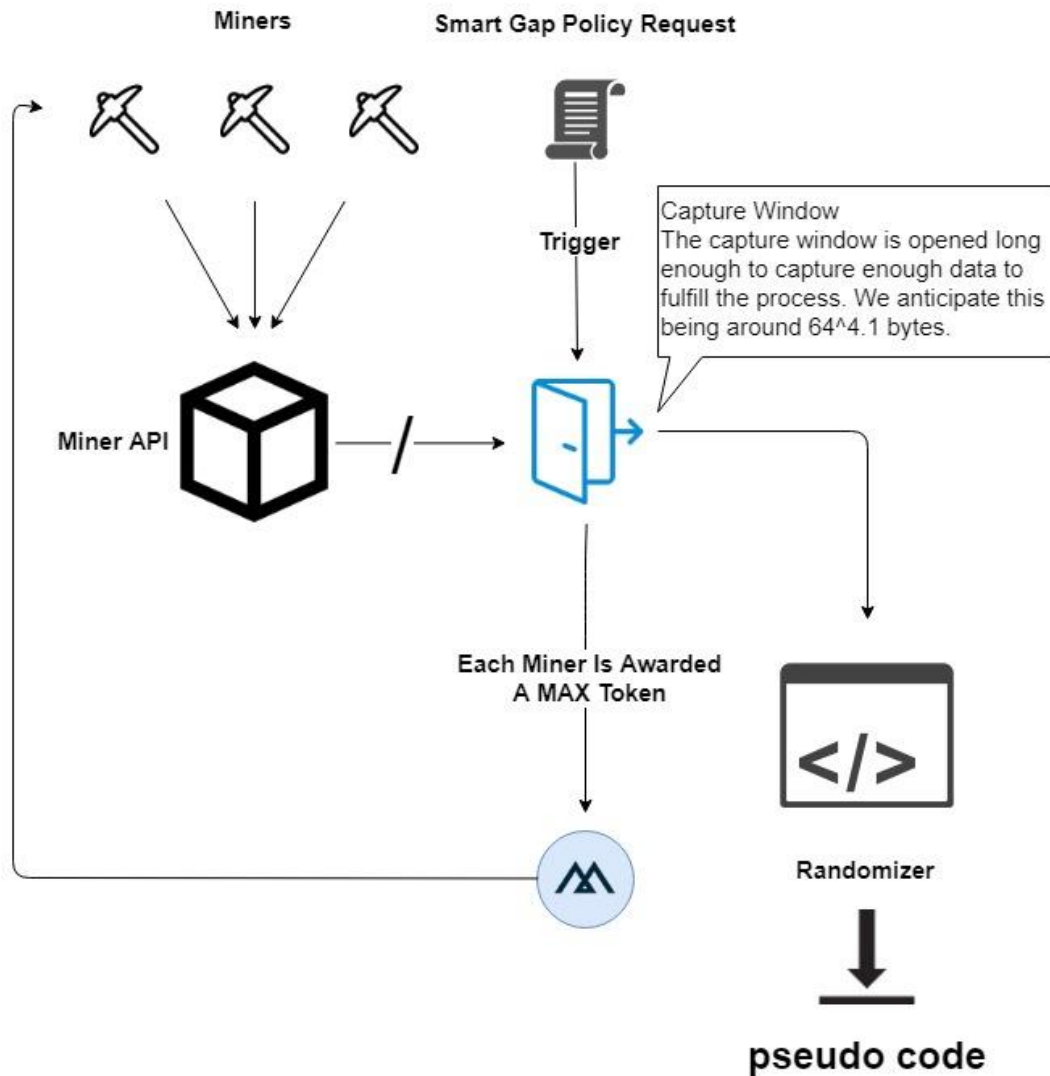 Miners
Smart Gap Policy Request
Trigger
Capture Window
The capture window is opened long
enough to capture enough data to
fulfill the process. We anticipate this
being around 64^4.1 bytes.
Miner API
/
Each Miner Is Awarded
A MAX Token
</>
Randomizer
pseudo code